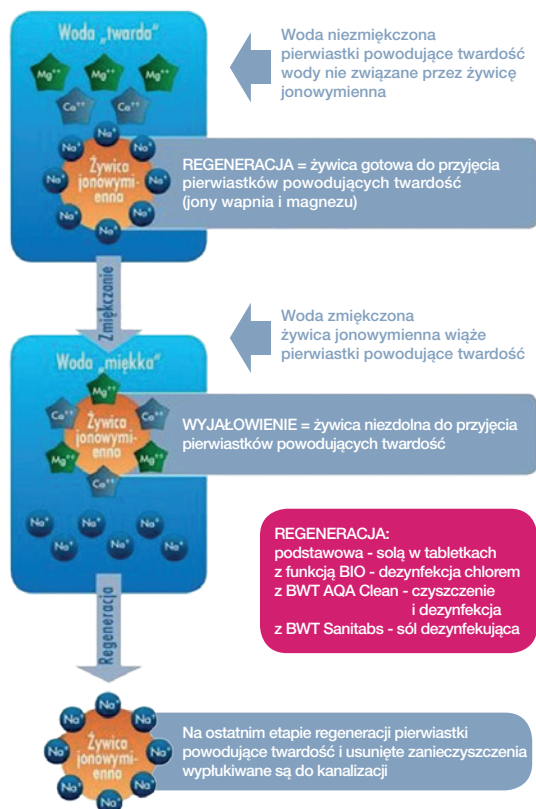 Woda „twarda”
Mg⁺⁺ Mg⁺⁺ Mg⁺⁺
Ca⁺⁺ Ca⁺⁺
Na⁺
Na⁺ Na⁺
Na⁺ Na⁺
Na⁺ Na⁺
Na⁺
Żywica
jonowymi-
enna
Woda niezmiękczona
pierwiastki powodujące twardość
wody nie związane przez żywicę
jonowymienna
REGENERACJA = żywica gotowa do przyjęcia
pierwiastków powodujących twardość
(jony wapnia i magnezu)
Zmiękczanie
Woda zmiękczona
żywica jonowymienna wiąże
pierwiastki powodujące twardość
Woda „miękka”
Mg⁺⁺
Ca⁺⁺ Ca⁺⁺
Żywica
jonowymi-
enna
Mg⁺⁺ Mg⁺⁺
Ca⁺⁺
Na⁺ Na⁺ Na⁺ Na⁺
Na⁺ Na⁺ Na⁺
WYJAŁOWIENIE = żywica niezdolna do przyjęcia
pierwiastków powodujących twardość
REGENERACJA:
podstawowa - solą w tabletkach
z funkcją BIO - dezynfekcja chlorem
z BWT AQA Clean - czyszczenie
i dezynfekcja
z BWT Sanitabs - sól dezynfekująca
Regeneracja
Na⁺
Na⁺ Na⁺
Na⁺ Na⁺
Na⁺ Na⁺
Na⁺
Żywica
jonowymi-
enna
Na ostatnim etapie regeneracji pierwiastki
powodujące twardość i usunięte zanieczyszczenia
wypłukiwane są do kanalizacji